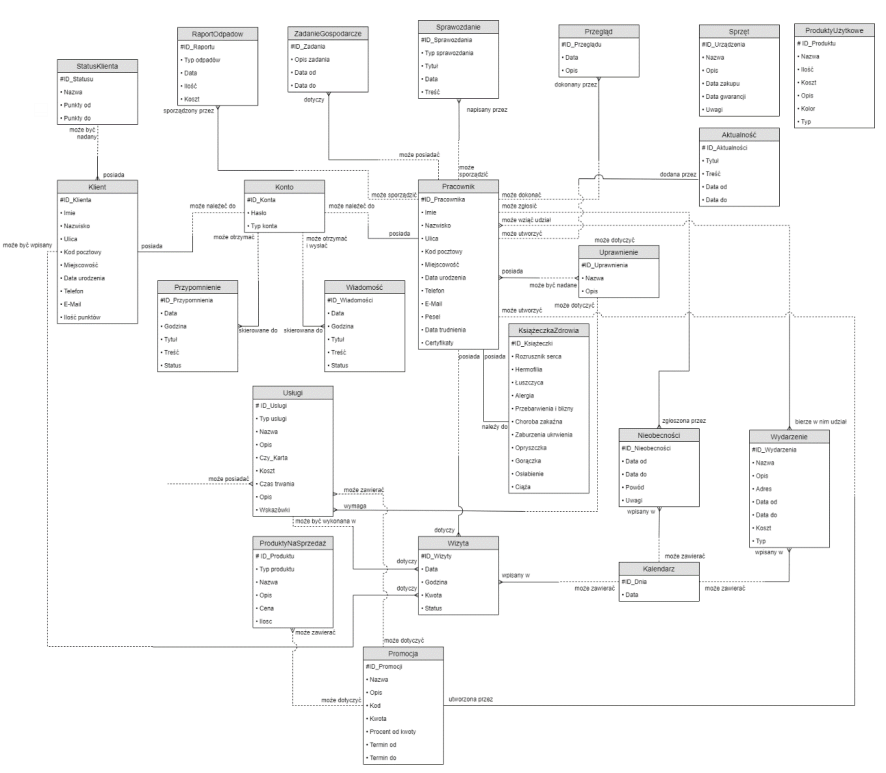 StatusKlienta
#ID_Statusu
• Nazwa
• Punkty od
• Punkty do
RaportOdpadow
#ID_Raportu
• Typ odpadów
• Data
• Ilość
• Koszt
ZadanieGospodarcze
#ID_Zadania
• Opis zadania
• Data od
• Data do
Sprawozdanie
#ID_Sprawozdania
• Typ sprawozdania
• Tytuł
• Data
• Treść
Przegląd
#ID_Przeglądu
• Data
• Opis
Sprzęt
#ID_Urządzenia
• Nazwa
• Opis
• Data zakupu
• Data gwarancji
• Uwagi
ProduktyUżytkowe
# ID_Produktu
• Nazwa
• Ilość
• Koszt
• Opis
• Kolor
• Typ
Aktualność
# ID_Aktualności
• Tytuł
• Treść
• Data od
• Data do
może być
nadany
posiada
sporządzony przez
dotyczy
napisany przez
dokonany przez
może posiadać
może
sporządzić
dodana przez
Klient
#ID_Klienta
• Imie
• Nazwisko
• Ulica
• Kod pocztowy
• Miejscowość
• Data urodzenia
• Telefon
• E-Mail
• Ilość punktów
może być wpisany
posiada
może należeć do
Konto
#ID_Konta
• Hasło
• Typ konta
może należeć do
może sporządzić
posiada
może otrzymać
może otrzymać
i wysłać
Pracownik
#ID_Pracownika
• Imie
• Nazwisko
• Ulica
• Kod pocztowy
• Miejscowość
• Data urodzenia
• Telefon
• E-Mail
• Pesel
• Data trudnienia
• Certyfikaty
może dokonać
może zgłosić
może wziąć udział
może utworzyć
może dotyczyć
Uprawnienie
#ID_Uprawnienia
• Nazwa
• Opis
posiada
może być nadane
może dotyczyć
może utworzyć
Przypomnienie
#ID_Przypomnienia
• Data
• Godzina
• Tytuł
• Treść
• Status
skierowane do
Wiadomość
#ID_Wiadomości
• Data
• Godzina
• Tytuł
• Treść
• Status
skierowana do
posiada
posiada
należy do
KsiążeczkaZdrowia
#ID_Książeczki
• Rozrusznik serca
• Hermofilia
• Łuszczyca
• Alergia
• Przebarwienia i blizny
• Choroba zakaźna
• Zaburzenia ukrwienia
• Opryszczka
• Gorączka
• Osłebienie
• Ciąża
Usługi
# ID_Usługi
• Typ usługi
• Nazwa
• Opis
• Czy_Karta
• Koszt
• Czas trwania
• Opis
• Wskazówki
może posiadać
może zawierać
wymaga
może być wykonana w
zgłoszona przez
Nieobecności
#ID_Nieobecności
• Data od
• Data do
• Powód
• Uwagi
wpisany w
bierze w nim udział
Wydarzenie
#ID_Wydarzenia
• Nazwa
• Opis
• Adres
• Data od
• Data do
• Koszt
• Typ
wpisany w
ProduktyNaSprzedaż
# ID_Produktu
• Typ produktu
• Nazwa
• Opis
• Cena
• Ilosc
może zawierać
dotyczy
dotyczy
dotyczy
Wizyta
#ID_Wizyty
• Data
• Godzina
• Kwota
• Status
wpisany w
może zawierać
może zawierać
Kalendarz
#ID_Dnia
• Data
może zawierać
może dotyczyć
może dotyczyć
Promocja
#ID_Promocji
• Nazwa
• Opis
• Kod
• Kwota
• Procent od kwoty
• Termin od
• Termin do
utworzona przez